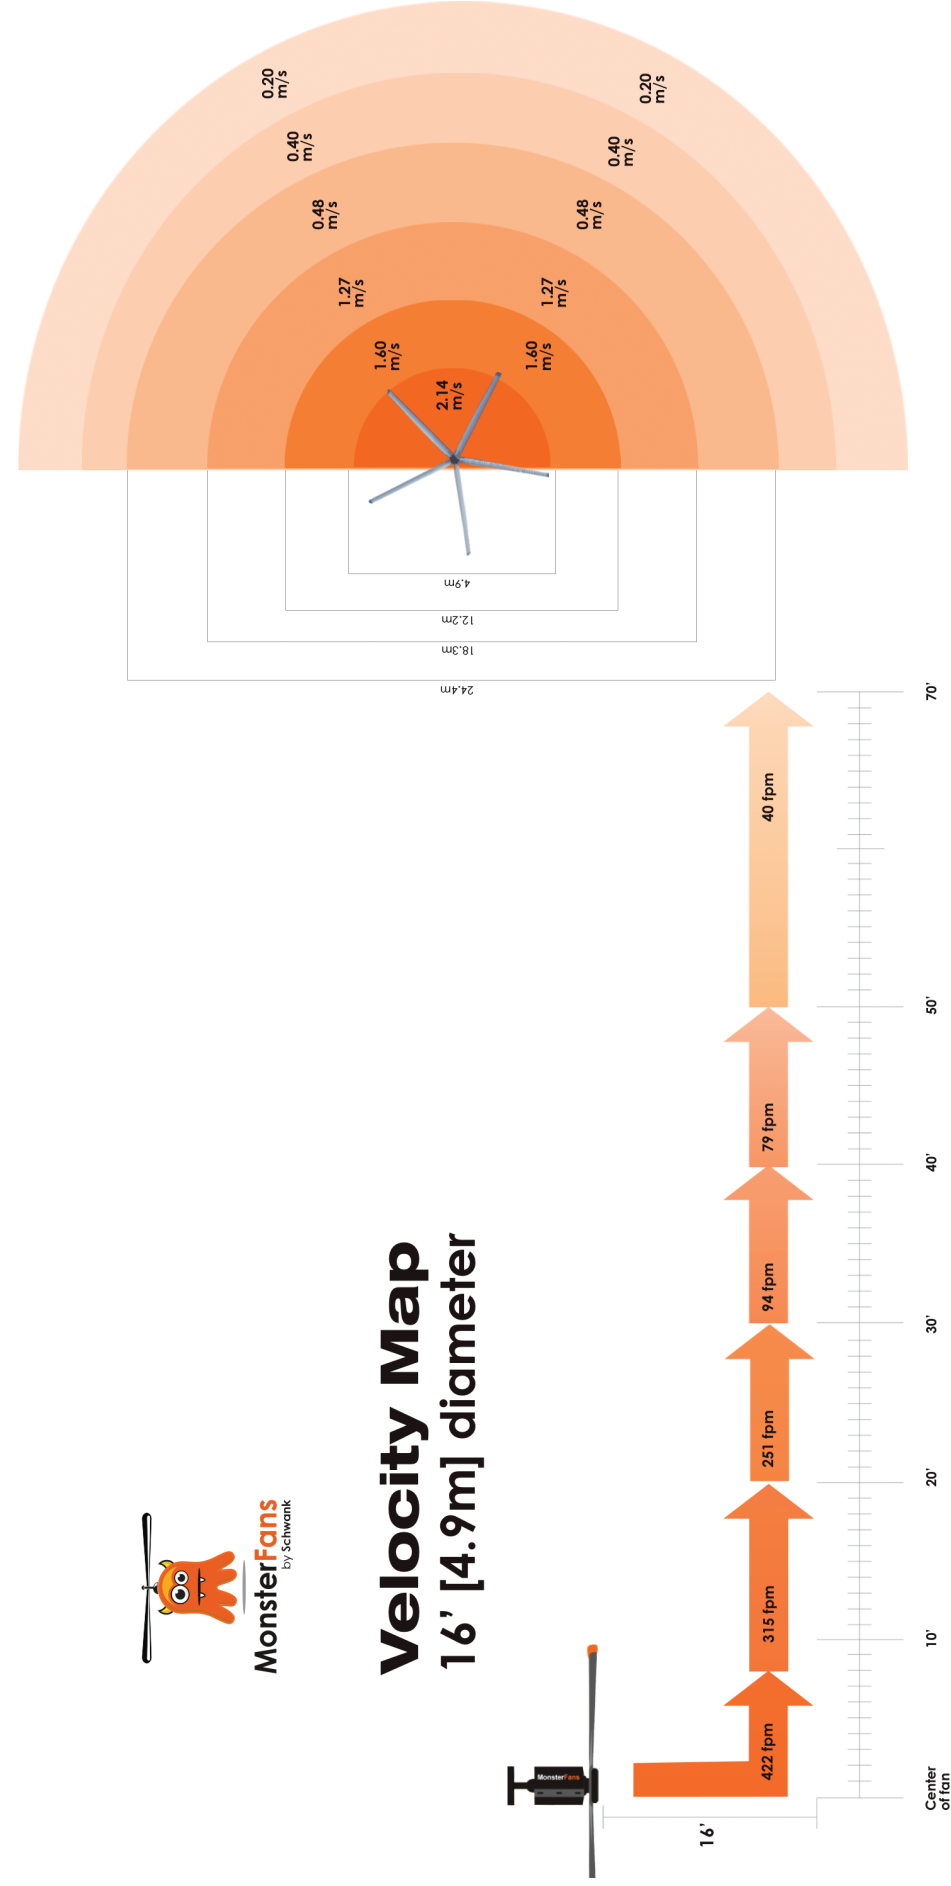 MonsterFans
by Schwank
Velocity Map
16' [4.9m] diameter
MonsterFans
16'
422 fpm
315 fpm
251 fpm
94 fpm
79 fpm
40 fpm
Center
of fan
10'
20'
30'
40'
50'
70'
0.20
m/s
0.40
m/s
0.48
m/s
1.27
m/s
1.60
m/s
2.14
m/s
1.60
m/s
1.27
m/s
0.48
m/s
0.40
m/s
0.20
m/s
4.9m
12.2m
18.3m
24.4m